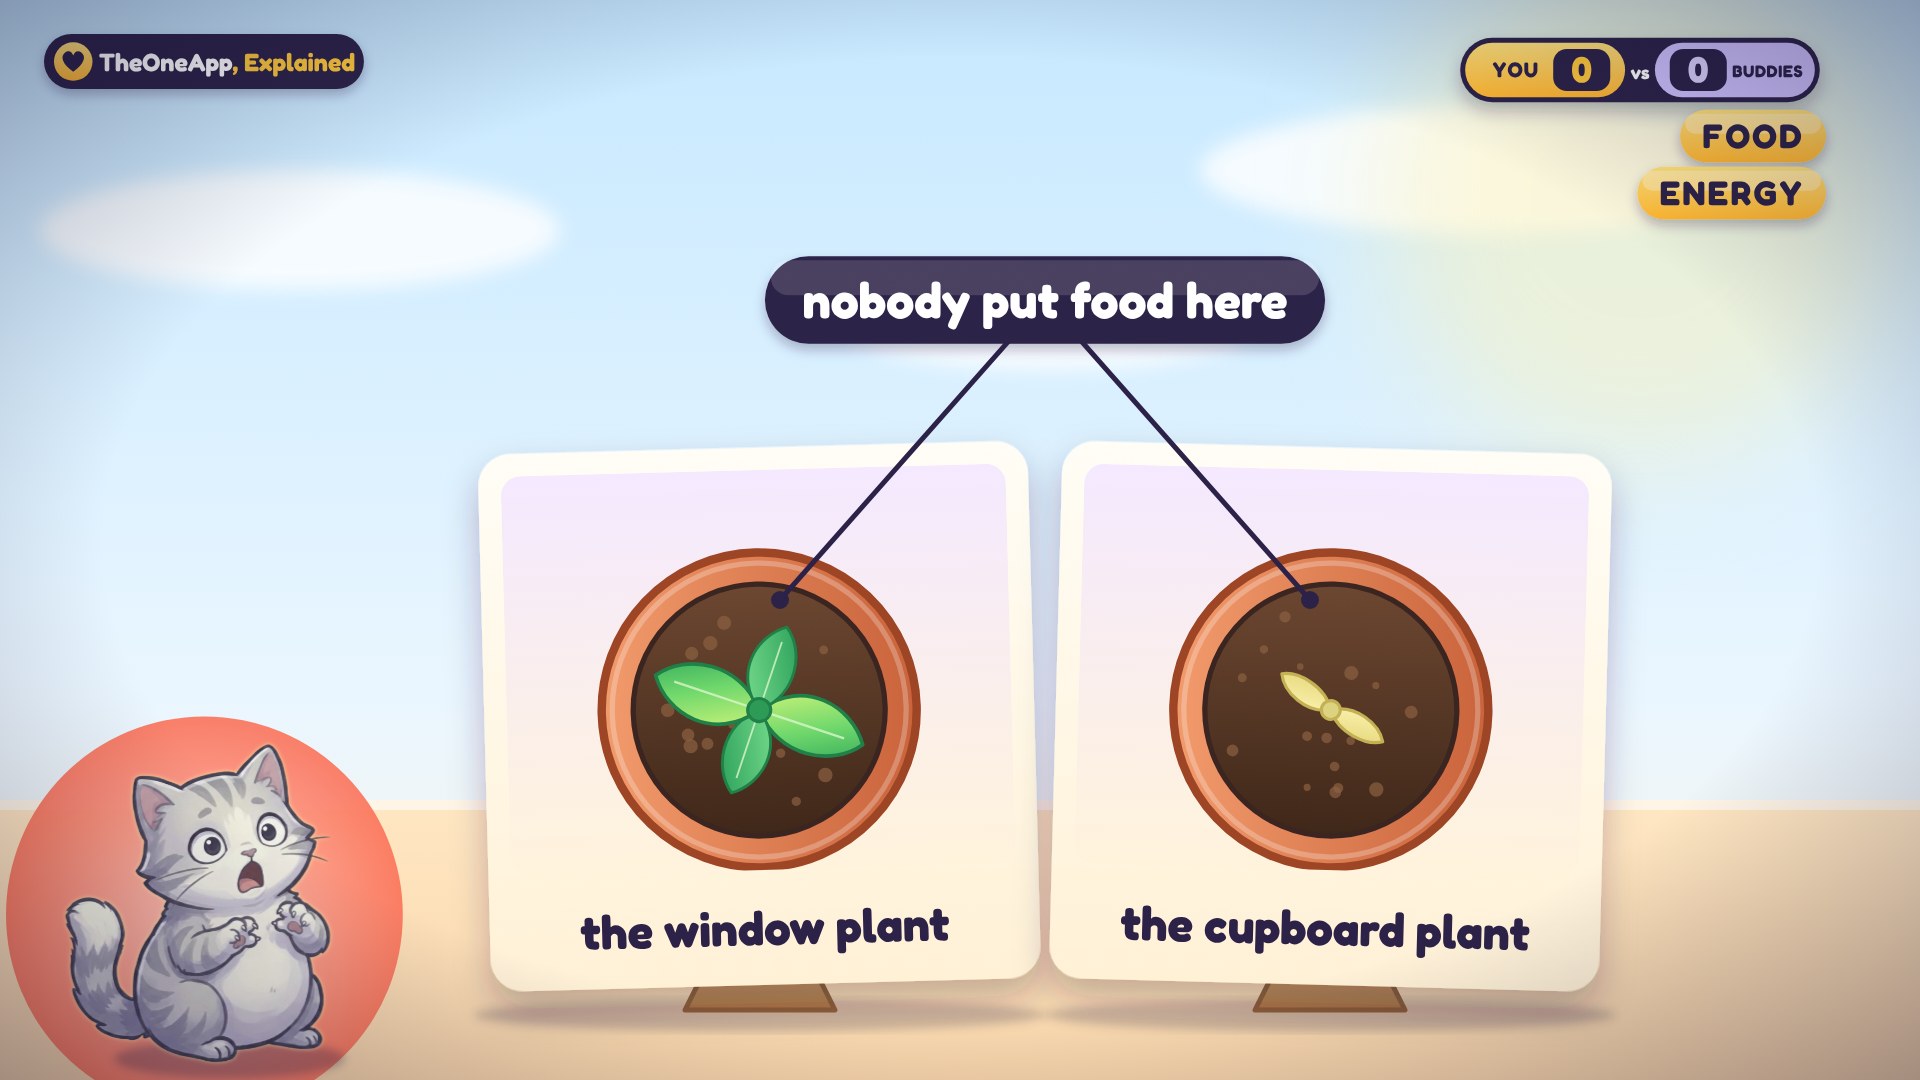 TheOneApp, Explained
YOU 0 vs 0 BUDDIES
FOOD
ENERGY
nobody put food here
the window plant
the cupboard plant